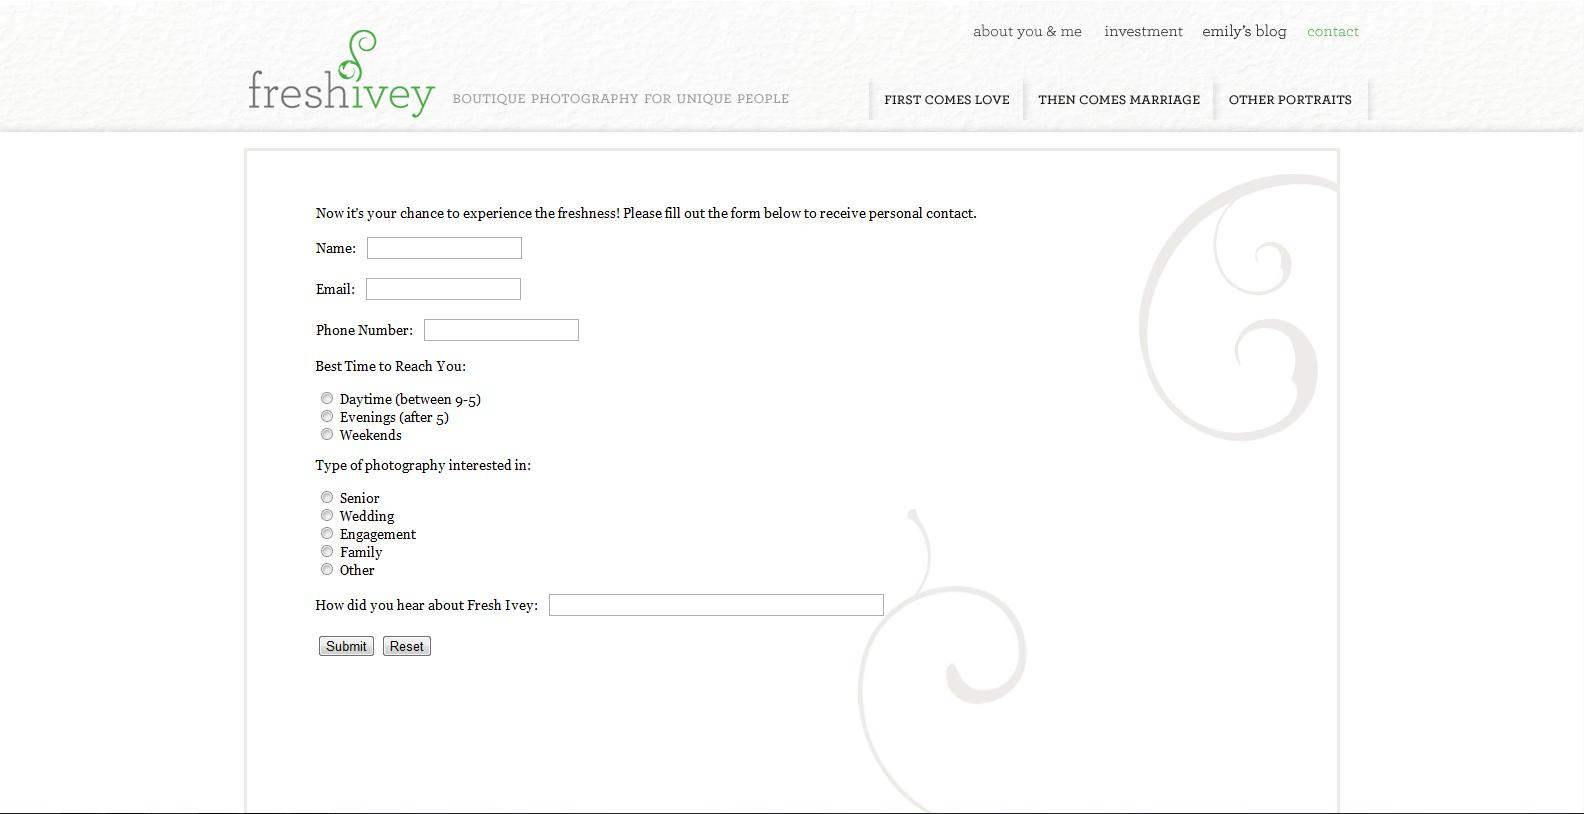 about you & me investment emily's blog contact
freshivey BOUTIQUE PHOTOGRAPHY FOR UNIQUE PEOPLE
FIRST COMES LOVE THEN COMES MARRIAGE OTHER PORTRAITS
Now it's your chance to experience the freshness! Please fill out the form below to receive personal contact.
Name:
Email:
Phone Number:
Best Time to Reach You:
Daytime (between 9-5)
Evenings (after 5)
Weekends
Type of photography interested in:
Senior
Wedding
Engagement
Family
Other
How did you hear about Fresh Ivey:
Submit Reset